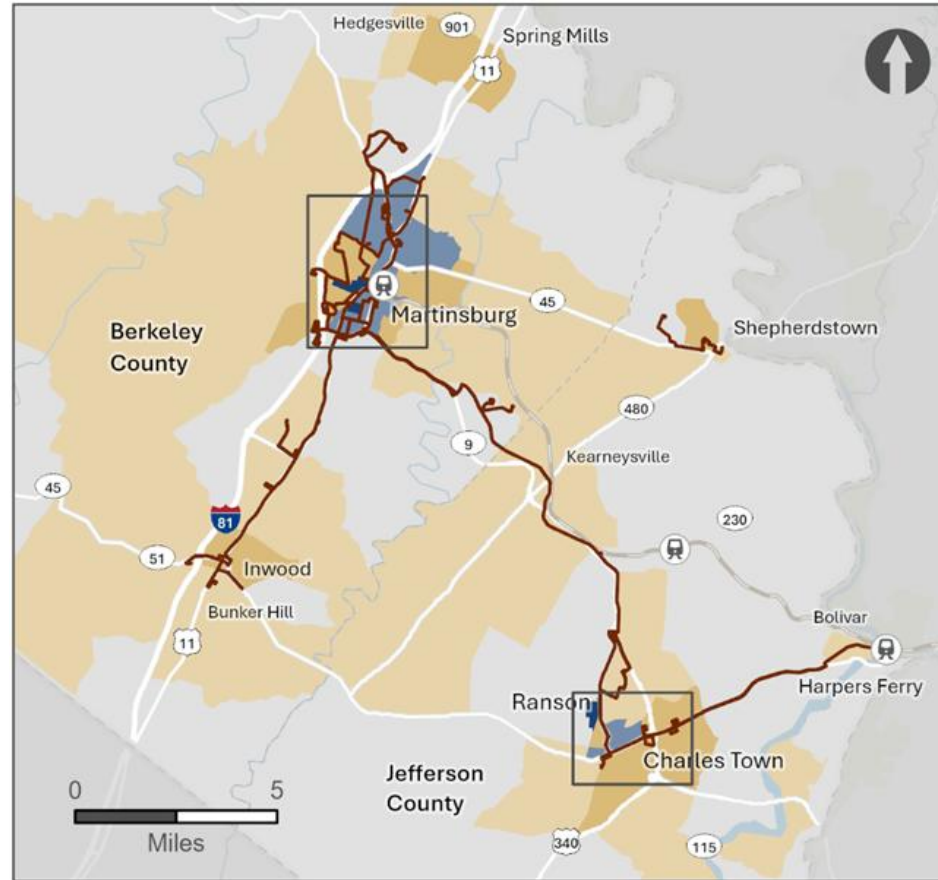 Hedgesville
901
Spring Mills
11
Martinsburg
Berkeley
County
45
Shepherdstown
480
9
Kearneysville
45
81
230
51
Inwood
Bunker Hill
Bolivar
11
Harpers Ferry
Ranson
Charles Town
Jefferson
County
0
5
Miles
340
115